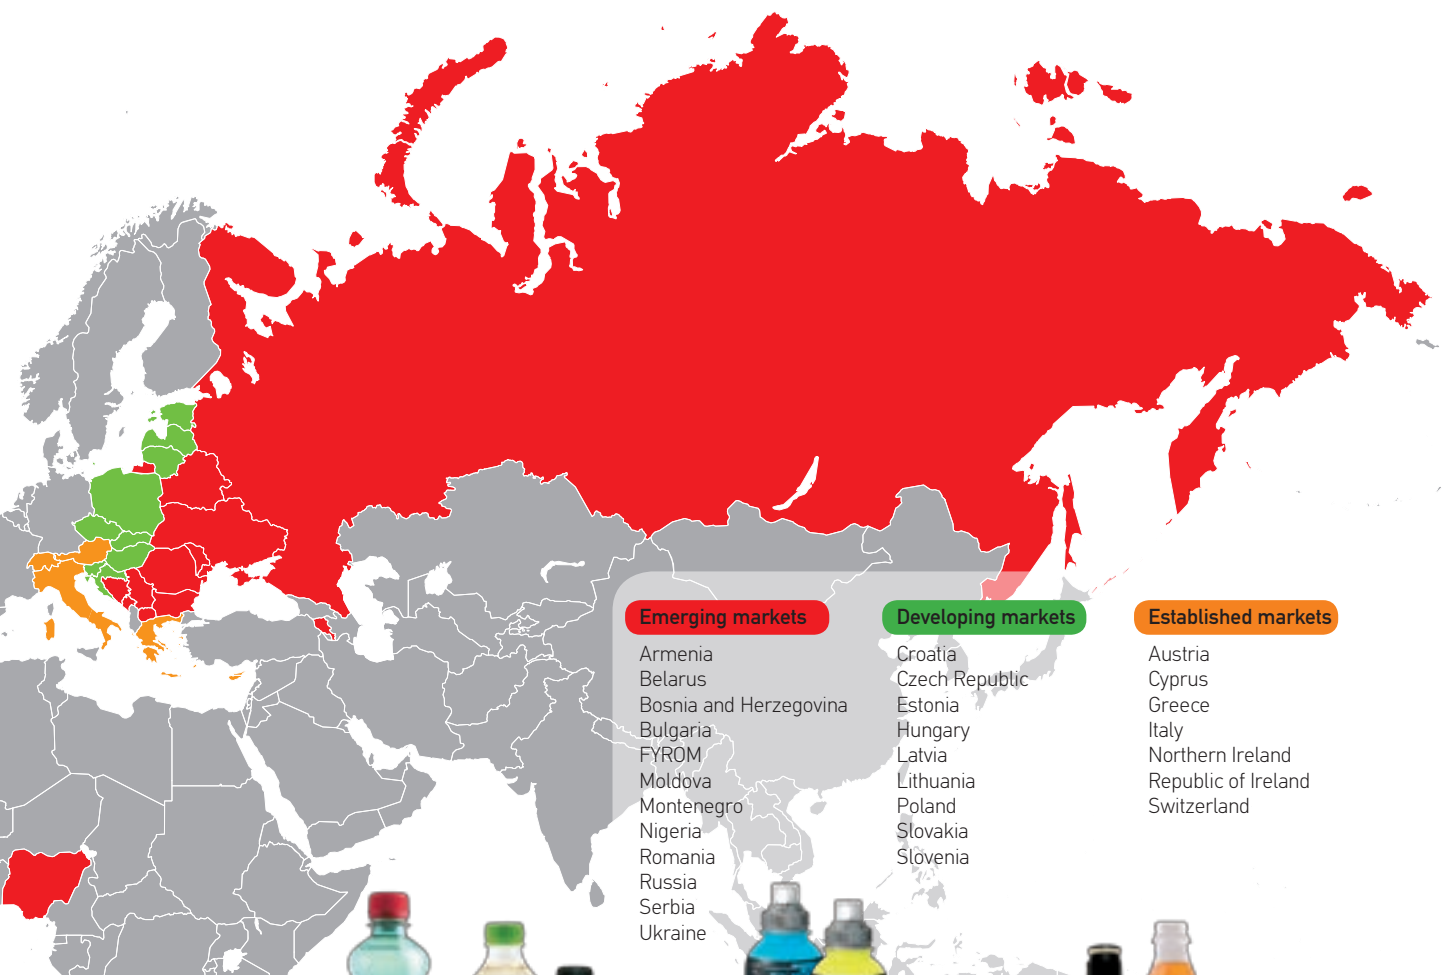 Emerging markets
Armenia
Belarus
Bosnia and Herzegovina
Bulgaria
FYROM
Moldova
Montenegro
Nigeria
Romania
Russia
Serbia
Ukraine
Developing markets
Croatia
Czech Republic
Estonia
Hungary
Latvia
Lithuania
Poland
Slovakia
Slovenia
Established markets
Austria
Cyprus
Greece
Italy
Northern Ireland
Republic of Ireland
Switzerland